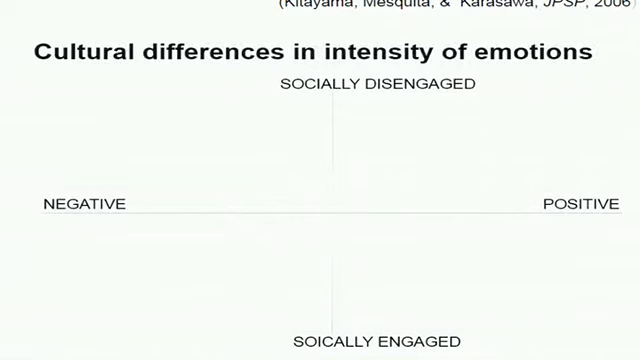 (Kitayama, Mesquita, & Karasawa, JPSP, 2006)
Cultural differences in intensity of emotions
SOCIALLY DISENGAGED
NEGATIVE
POSITIVE
SOICALLY ENGAGED